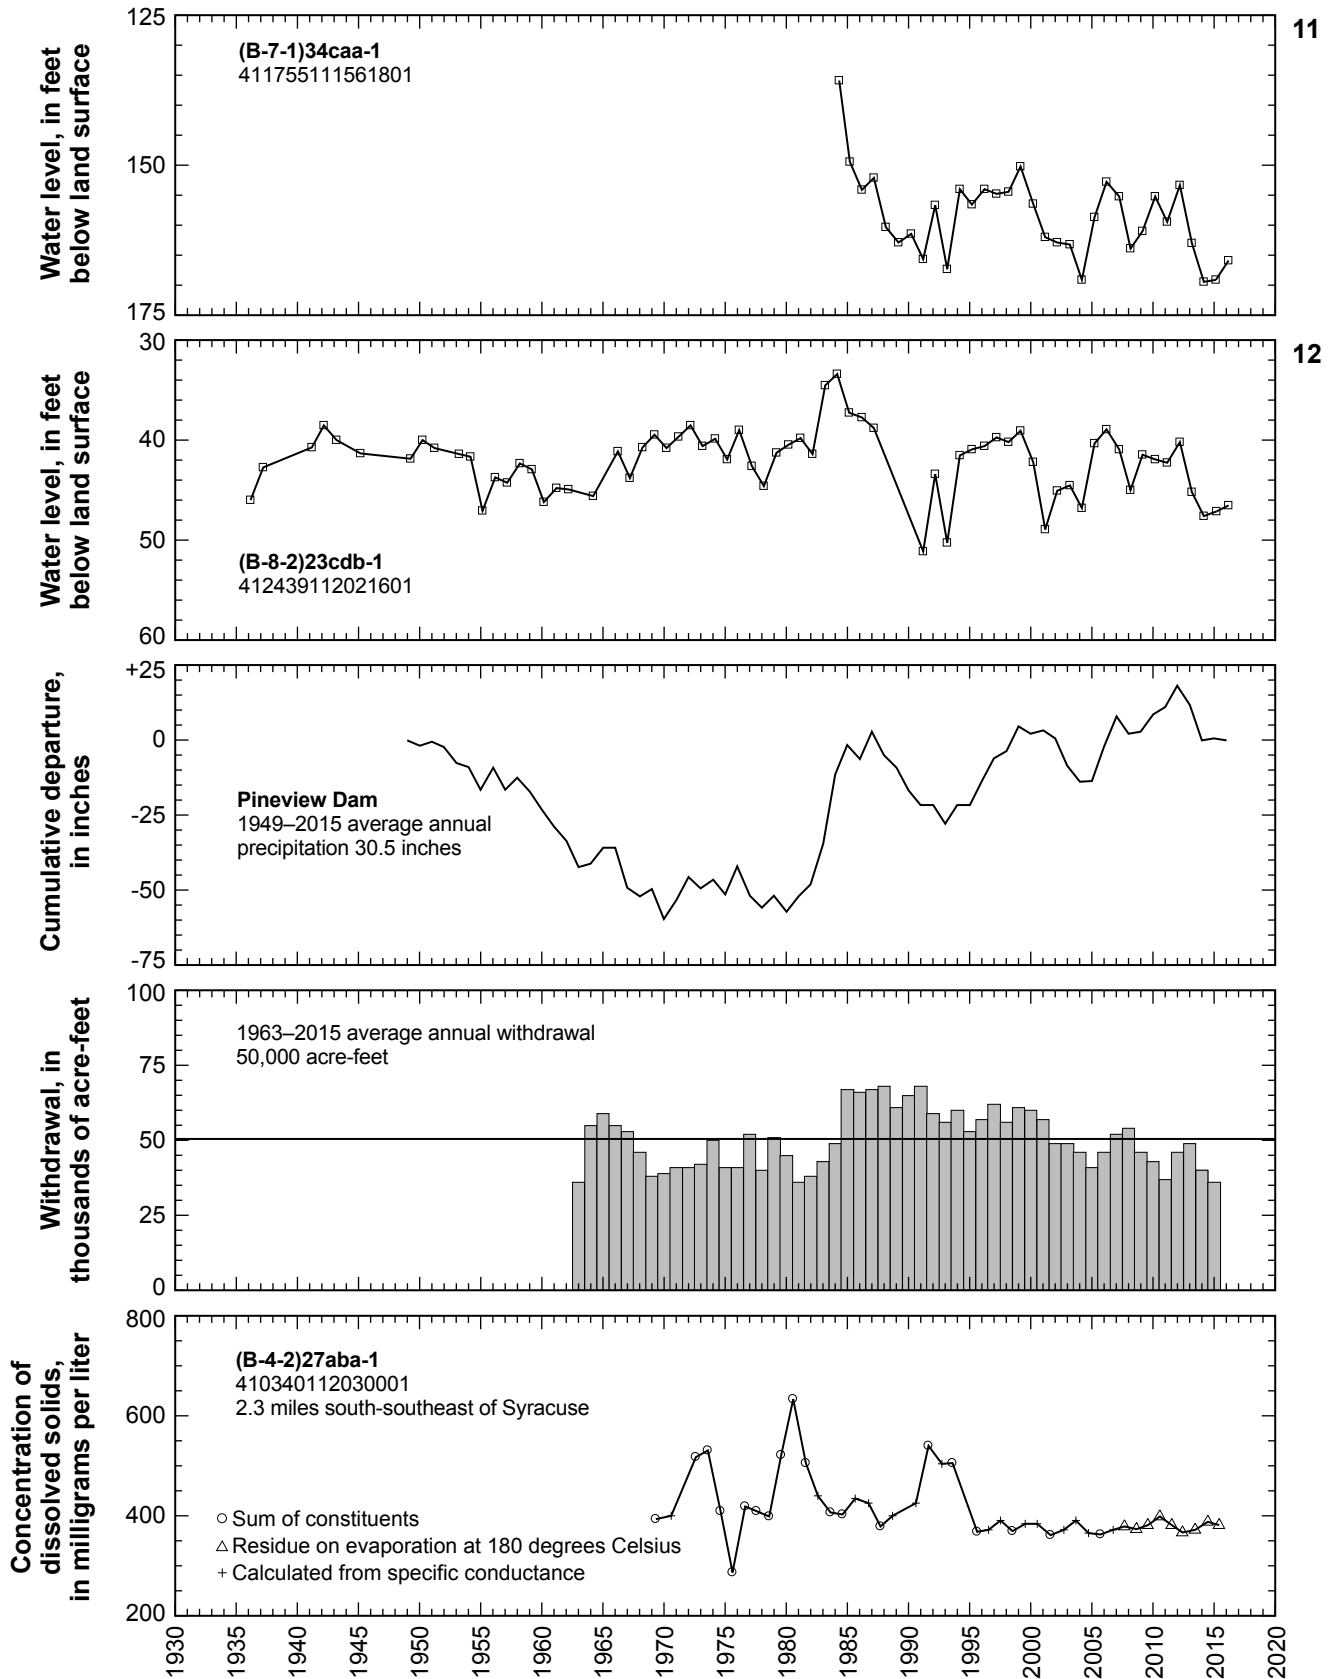 11
Water level, in feet
below land surface
125
150
175
(B-7-1)34caa-1
411755111561801
12
Water level, in feet
below land surface
30
40
50
60
(B-8-2)23cdb-1
412439112021601
Cumulative departure,
in inches
+25
0
-25
-50
-75
Pineview Dam
1949–2015 average annual
precipitation 30.5 inches
Withdrawal, in
thousands of acre-feet
100
75
50
25
0
1963–2015 average annual withdrawal
50,000 acre-feet
Concentration of
dissolved solids,
in milligrams per liter
800
600
400
200
(B-4-2)27aba-1
410340112030001
2.3 miles south-southeast of Syracuse
Sum of constituents
Residue on evaporation at 180 degrees Celsius
Calculated from specific conductance
1930
1935
1940
1945
1950
1955
1960
1965
1970
1975
1980
1985
1990
1995
2000
2005
2010
2015
2020